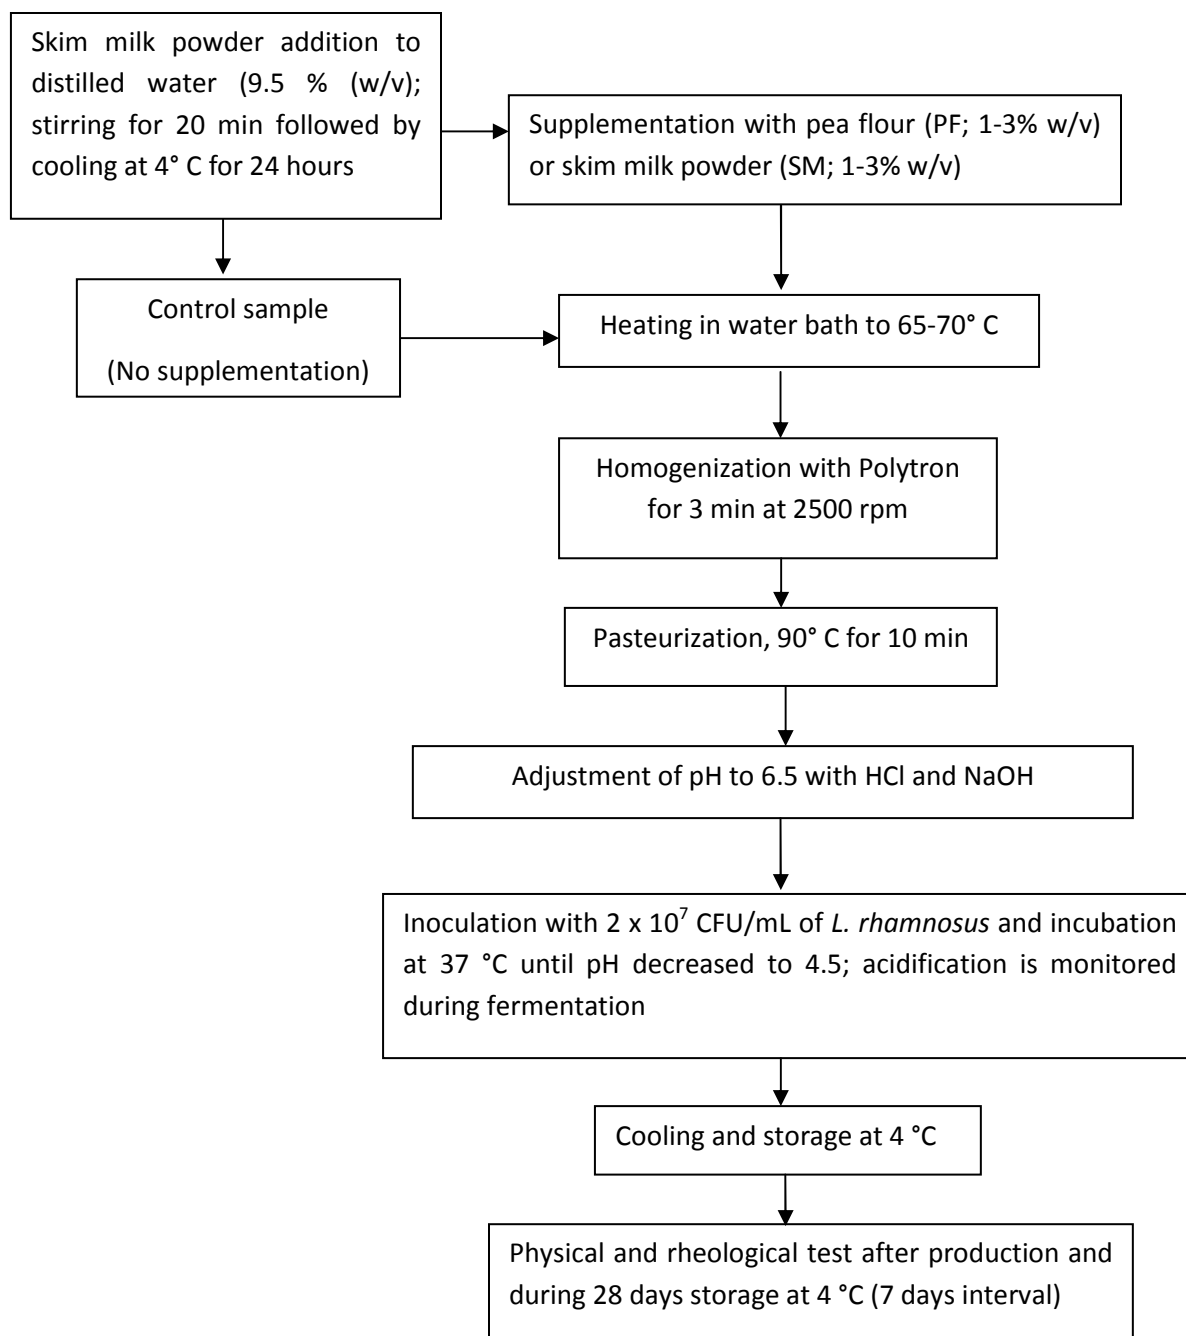 Skim milk powder addition to
distilled water (9.5 % (w/v);
stirring for 20 min followed by
cooling at 4° C for 24 hours
Supplementation with pea flour (PF; 1-3% w/v)
or skim milk powder (SM; 1-3% w/v)
Control sample
(No supplementation)
Heating in water bath to 65-70° C
Homogenization with Polytron
for 3 min at 2500 rpm
Pasteurization, 90° C for 10 min
Adjustment of pH to 6.5 with HCl and NaOH
Inoculation with 2 x 10⁷ CFU/mL of L. rhamnosus and incubation
at 37 °C until pH decreased to 4.5; acidification is monitored
during fermentation
Cooling and storage at 4 °C
Physical and rheological test after production and
during 28 days storage at 4 °C (7 days interval)